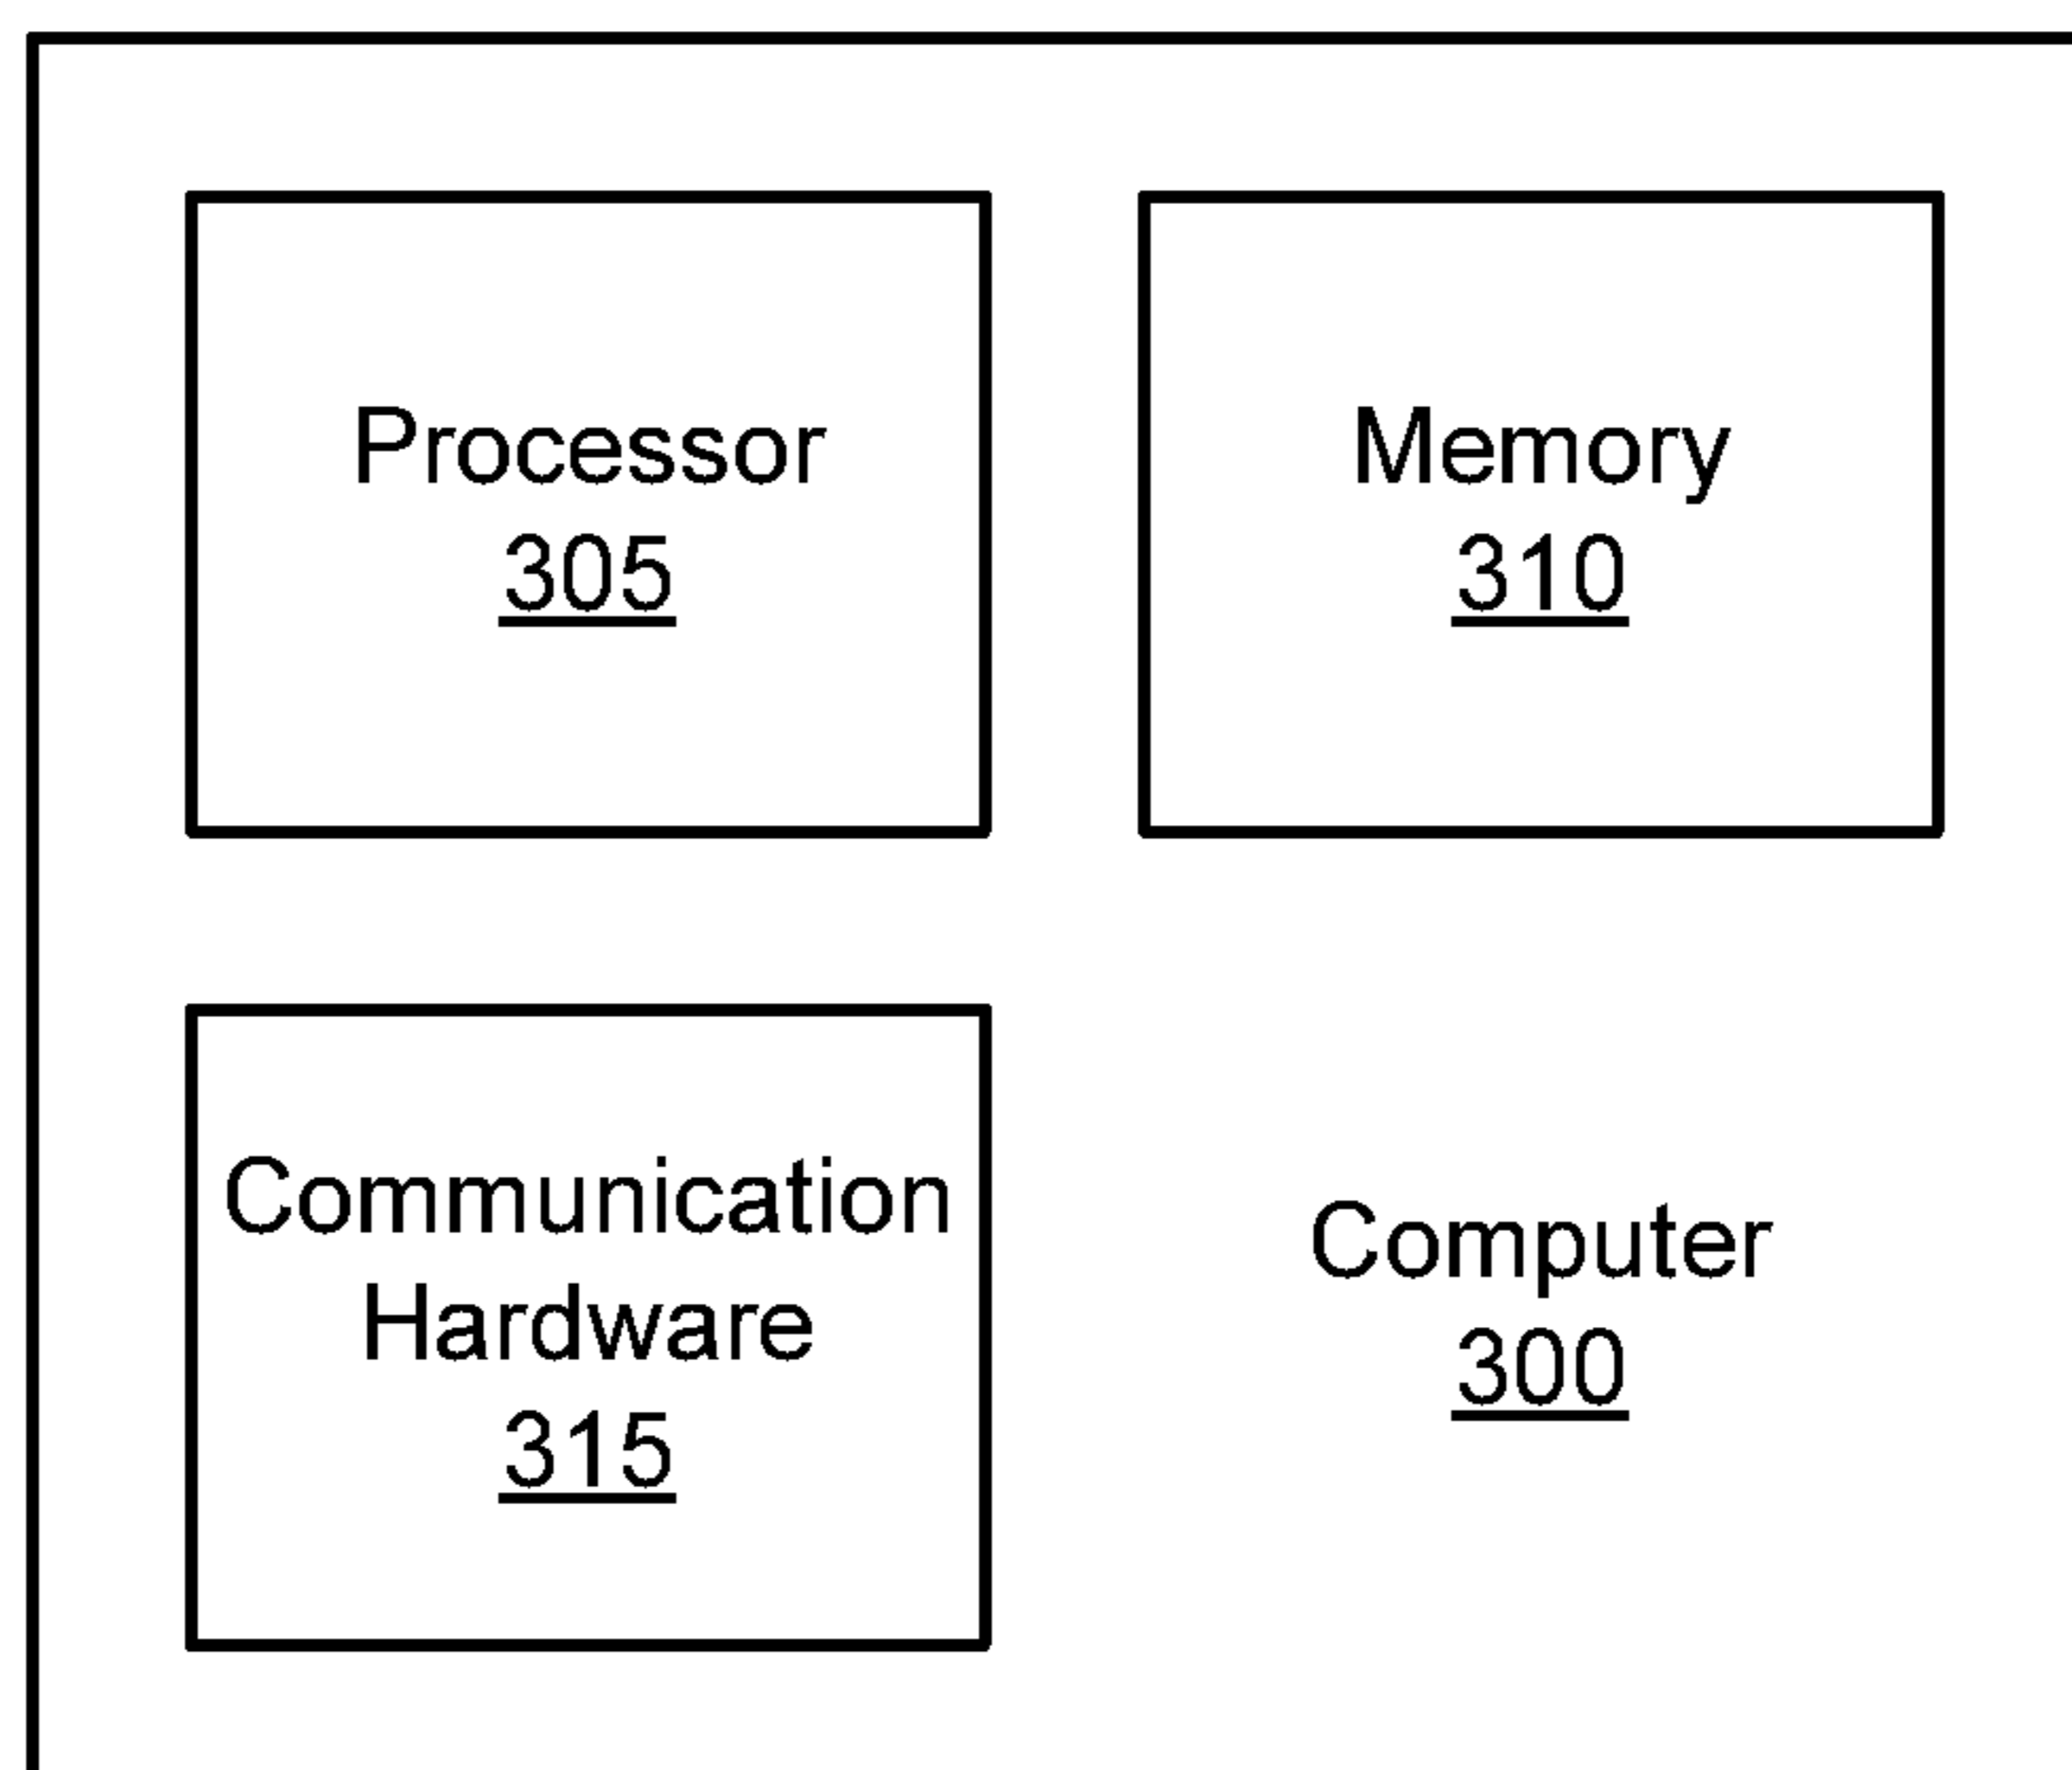 Processor
305
Memory
310
Communication
Hardware
315
Computer
300